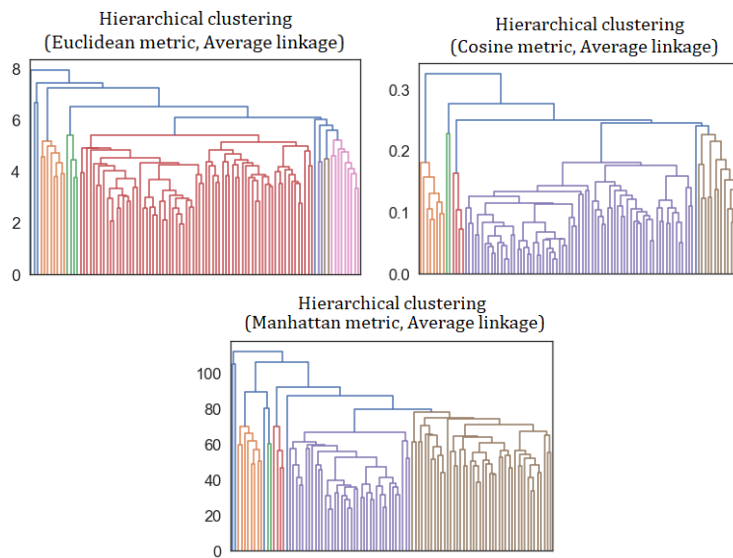 Hierarchical clustering
(Euclidean metric, Average linkage)
8
6
4
2
0
Hierarchical clustering
(Cosine metric, Average linkage)
0.3
0.2
0.1
0.0
Hierarchical clustering
(Manhattan metric, Average linkage)
100
80
60
40
20
0